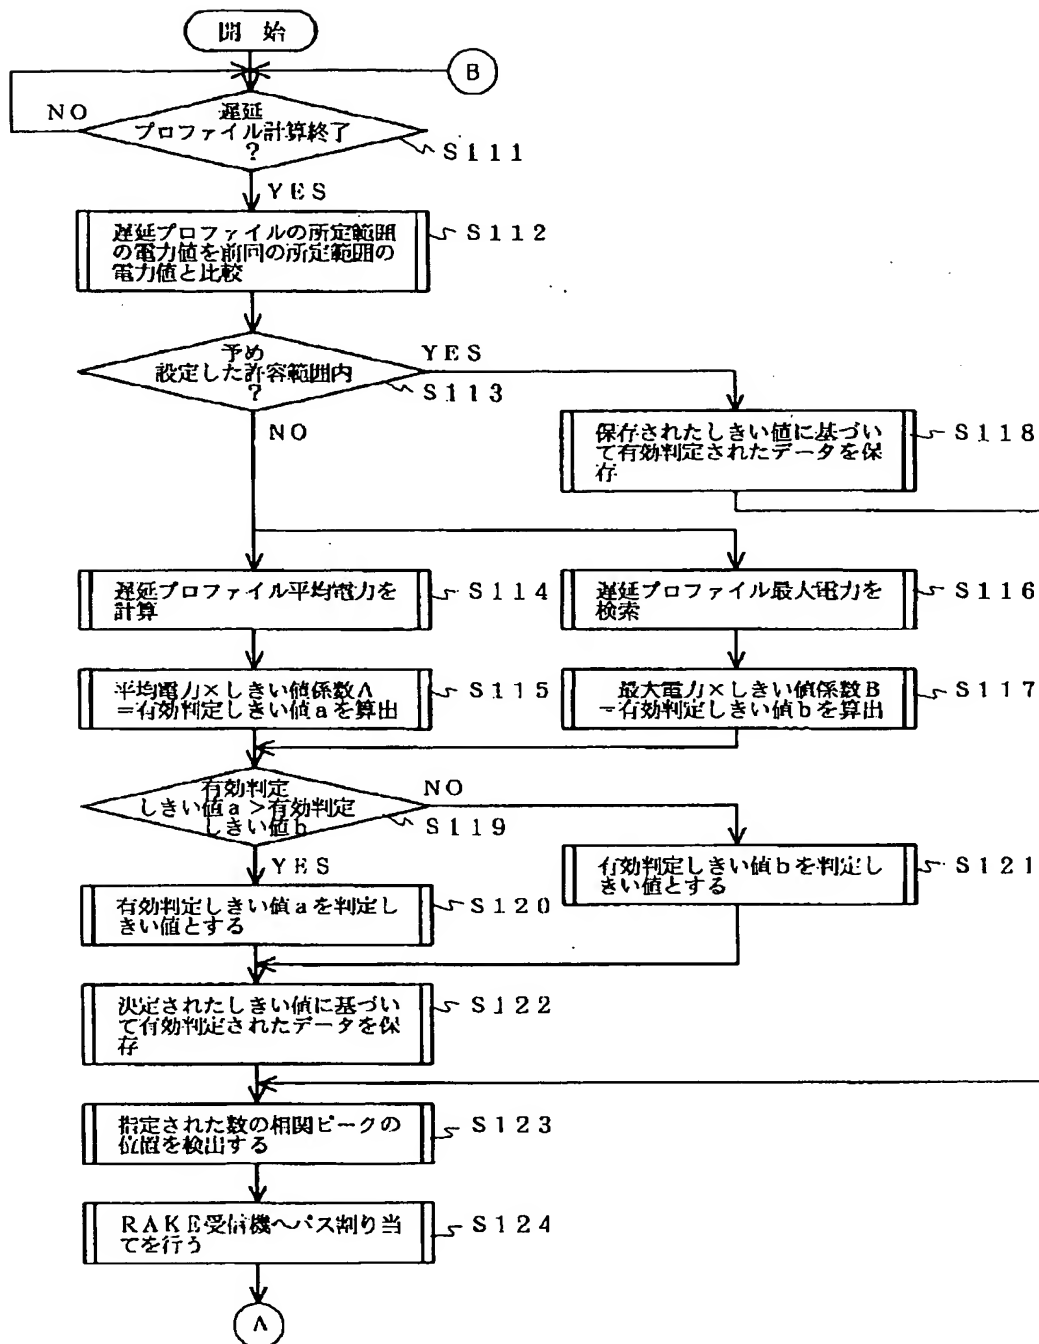 開始
B
NO
遅延
プロファイル計算終了
?
S111
YES
遅延プロファイルの所定範囲
の電力値を前回の所定範囲の
電力値と比較
S112
予め
設定した許容範囲内
?
YES
S113
NO
保存されたしきい値に基づい
て有効判定されたデータを保
存
S118
遅延プロファイル平均電力を
計算
S114
遅延プロファイル最大電力を
検索
S116
平均電力×しきい値係数A
=有効判定しきい値aを算出
S115
最大電力×しきい値係数B
=有効判定しきい値bを算出
S117
有効判定
しきい値a>有効判定
しきい値b
NO
S119
YES
有効判定しきい値bを判定し
きい値とする
S121
有効判定しきい値aを判定し
きい値とする
S120
決定されたしきい値に基づい
て有効判定されたデータを保
存
S122
指定された数の相関ピークの
位置を検出する
S123
RAKE受信機へパス割り当
てを行う
S124
A